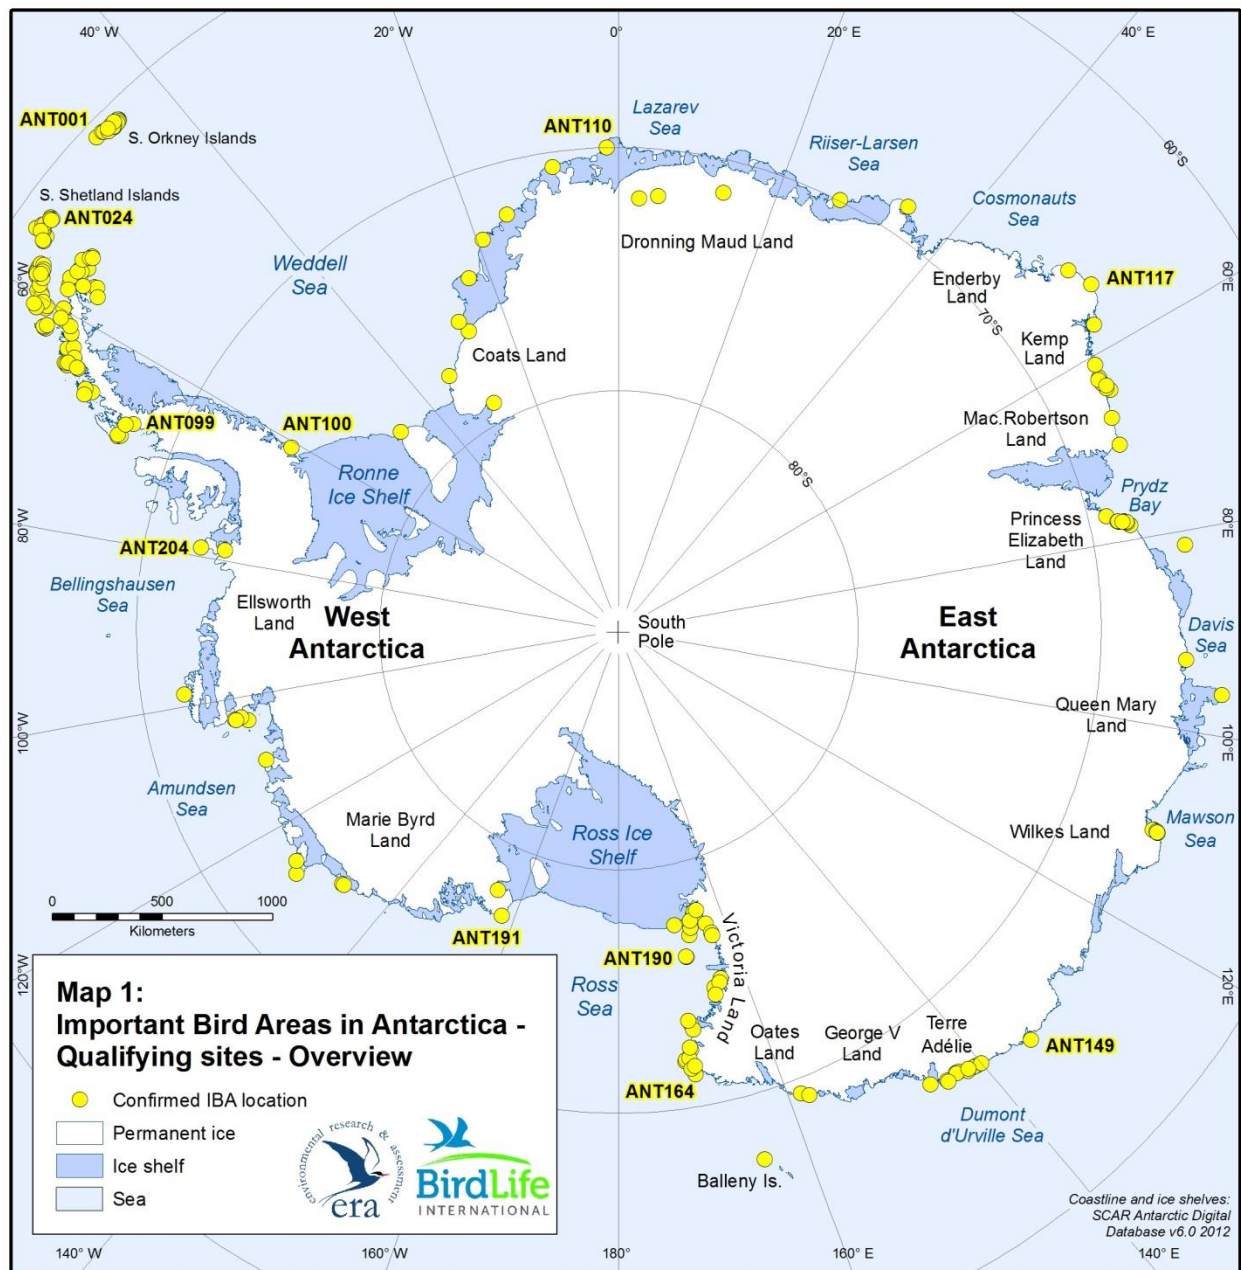 40° W
20° W
0°
20° E
40° E
ANT001
S. Orkney Islands
ANT110
Lazarev
Sea
Riiser-Larsen
Sea
60°S
S. Shetland Islands
ANT024
Cosmonauts
Sea
Weddell
Sea
Dronning Maud Land
60°W
60°E
ANT117
Enderby
Land
70°S
Kemp
Land
Coats Land
ANT099
ANT100
Mac.Robertson
Land
Ronne
Ice Shelf
80°S
Prydz
Bay
80°W
80°E
ANT204
Princess
Elizabeth
Land
Bellingshausen
Sea
Ellsworth
Land
West
Antarctica
South
Pole
East
Antarctica
Davis
Sea
Queen Mary
Land
100°W
100°E
Amundsen
Sea
Marie Byrd
Land
Ross Ice
Shelf
Wilkes Land
Mawson
Sea
0
500
1000
Kilometers
ANT191
ANT190
Victoria Land
120°W
120°E
Ross
Sea
Oates
Land
George V
Land
Terre
Adélie
ANT149
ANT164
Dumont
d'Urville Sea
Balleny Is.
Map 1:
Important Bird Areas in Antarctica -
Qualifying sites - Overview
Confirmed IBA location
Permanent ice
Ice shelf
Sea
environmental research & assessment
era
BirdLife
INTERNATIONAL
Coastline and ice shelves:
SCAR Antarctic Digital
Database v6.0 2012
140° W
160° W
180°
160° E
140° E